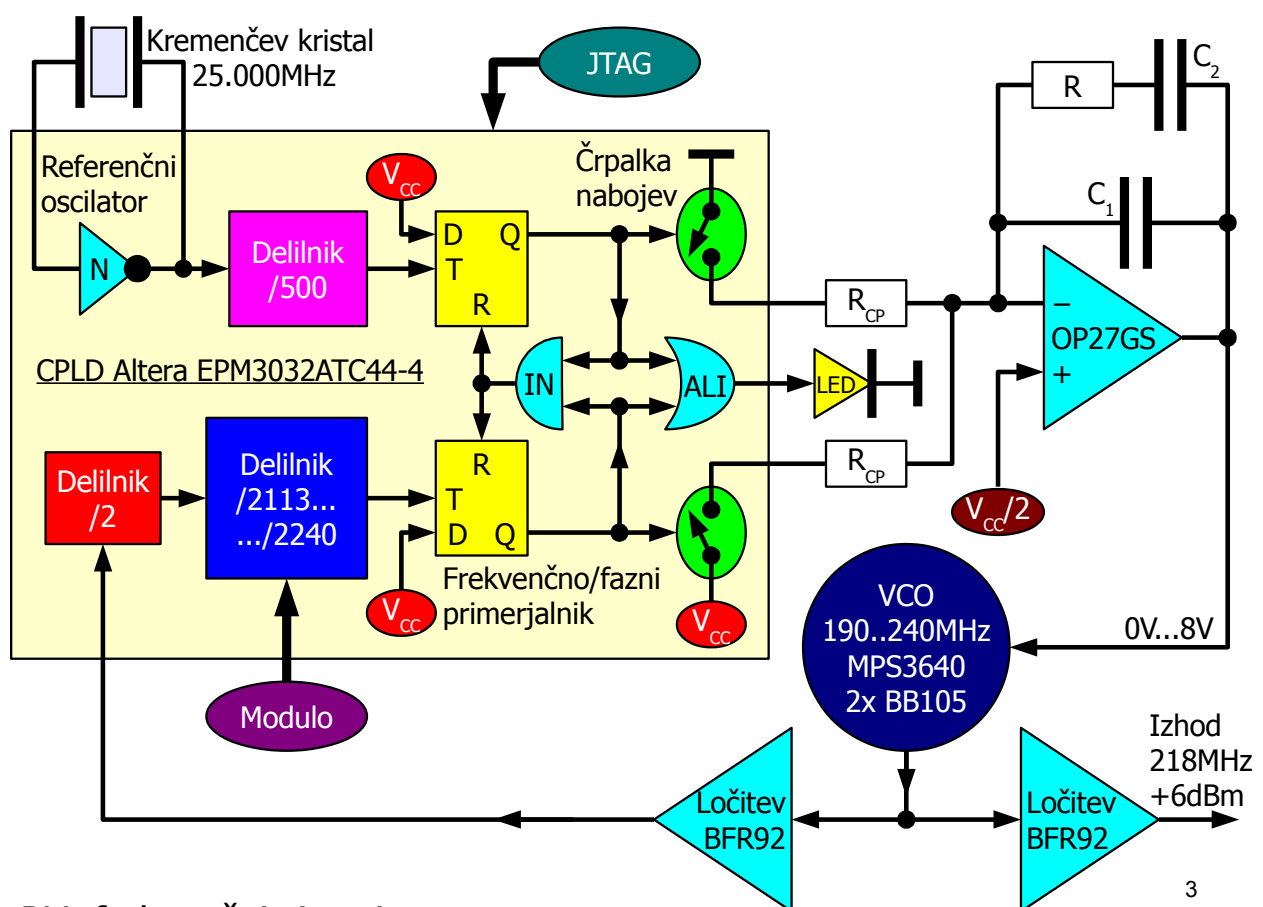 Kremenčev kristal
25.000MHz
JTAG
C2
R
Referenčni
oscilator
VCC
Črpalka
nabojev
C1
N
Delilnik
/500
D Q
T
R
RCP
–
OP27GS
+
CPLD Altera EPM3032ATC44-4
IN
ALI
LED
Delilnik
/2
Delilnik
/2113...
.../2240
R
T
D Q
RCP
VCC/2
VCC
Frekvenčno/fazni
primerjalnik
VCC
VCO
190..240MHz
MPS3640
2x BB105
0V...8V
Modulo
Ločitev
BFR92
Ločitev
BFR92
Izhod
218MHz
+6dBm
3